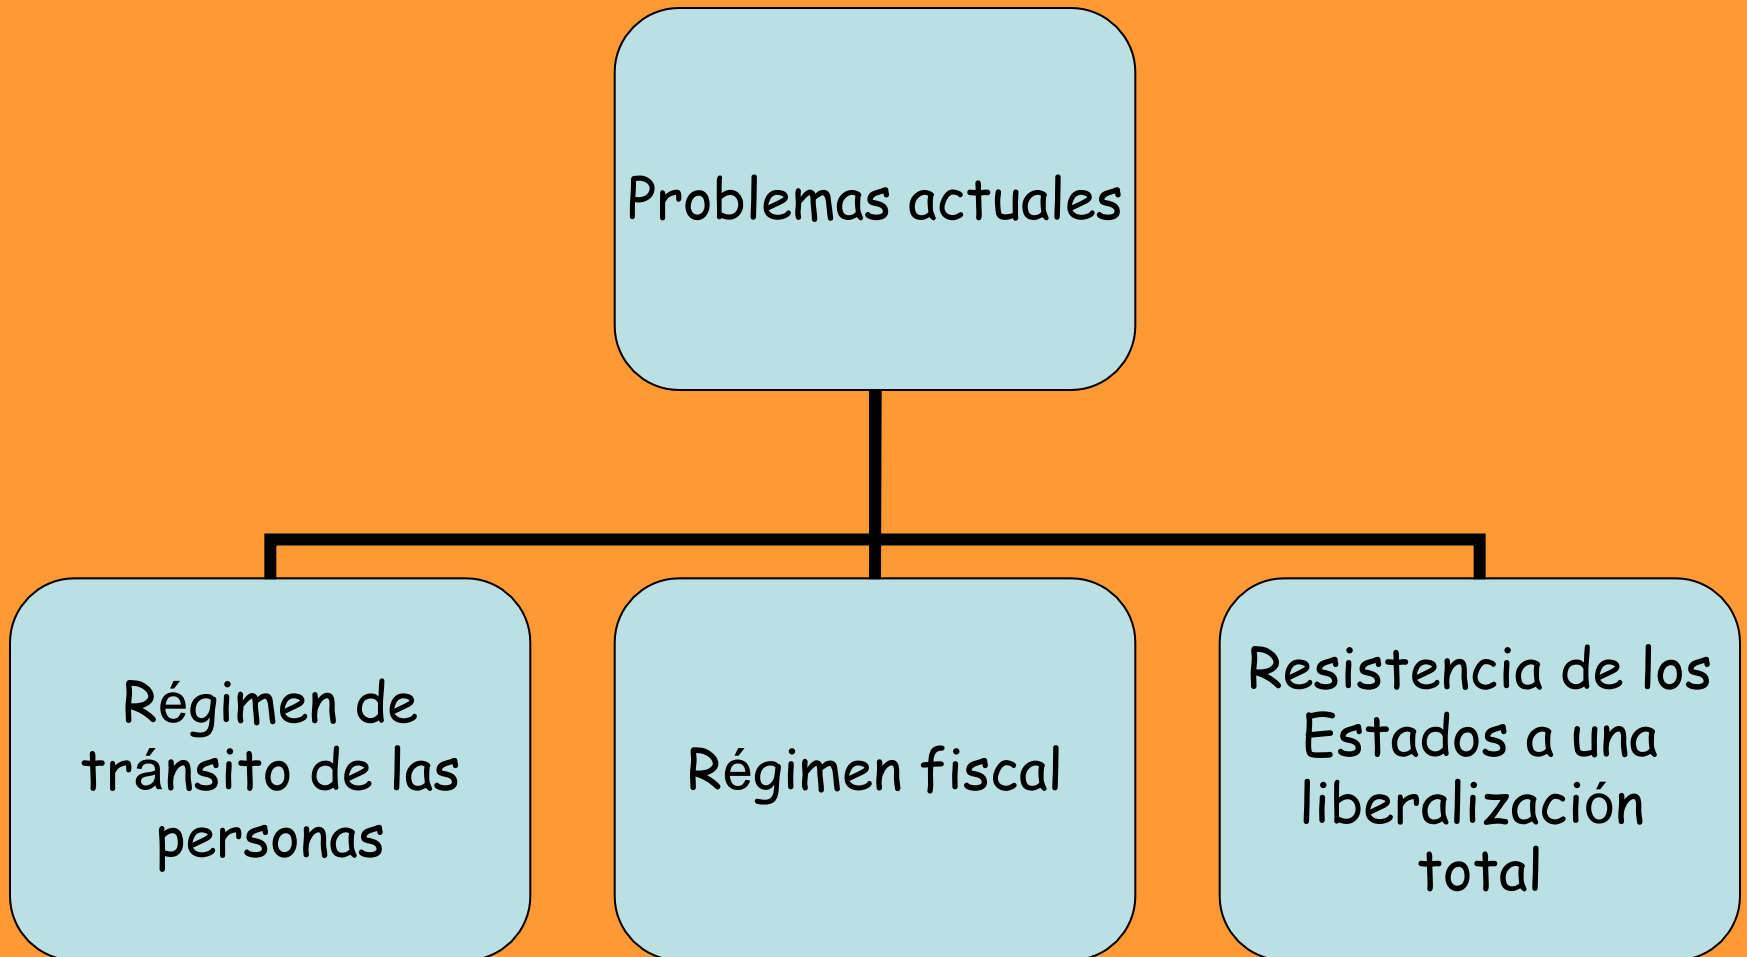 Problemas actuales
Régimen de
tránsito de las
personas
Régimen fiscal
Resistencia de los
Estados a una
liberalización
total